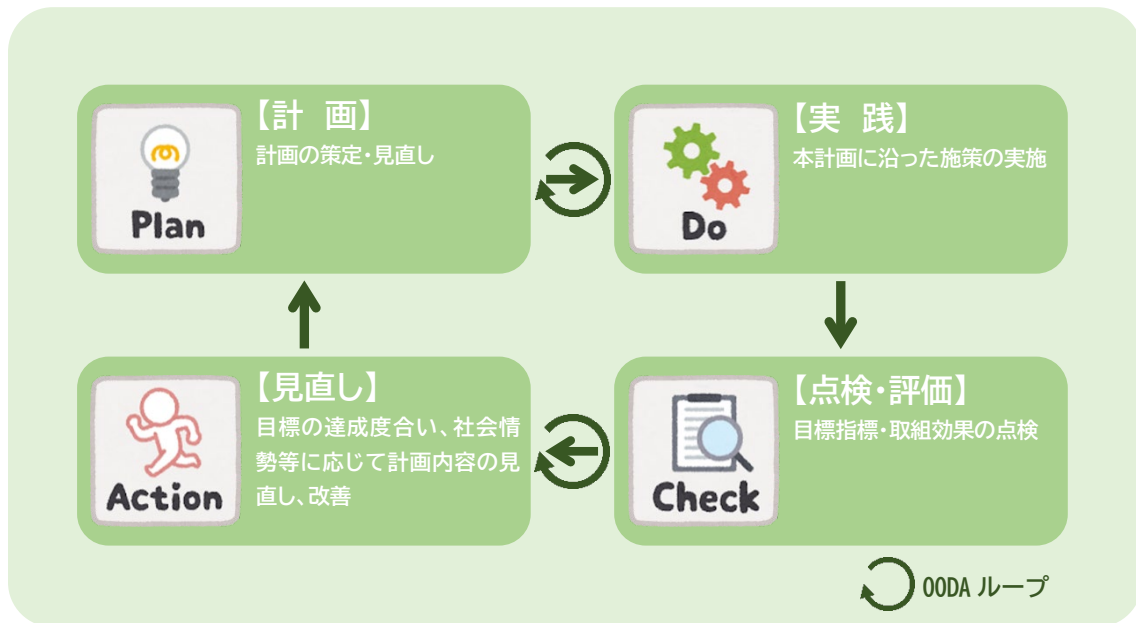 【計　画】
計画の策定・見直し
Plan
【実　践】
本計画に沿った施策の実施
Do
【見直し】
目標の達成度合い、社会情
勢等に応じて計画内容の見
直し、改善
Action
【点検・評価】
目標指標・取組効果の点検
Check
OODA ループ